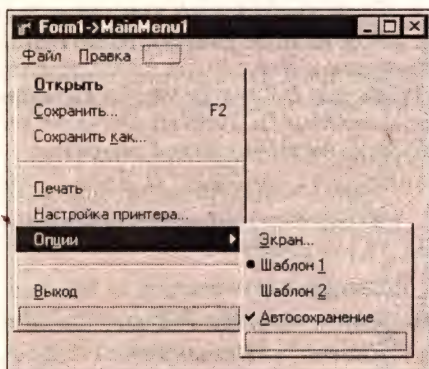 Form1->MainMenu1
Файл Правка
Открыть
Сохранить... F2
Сохранить как...
Печать
Настройка принтера...
Опции
Выход
Экран...
Шаблон 1
Шаблон 2
Автосохранение